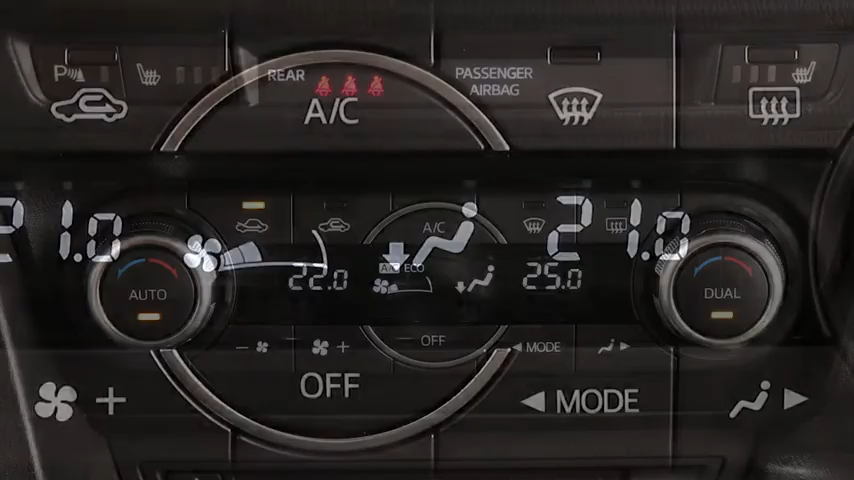 P
REAR
PASSENGER
AIRBAG
A/C
21.0
21.0
A/C
A/C ECO
22.0
25.0
AUTO
DUAL
- +
OFF
MODE
OFF
+
MODE